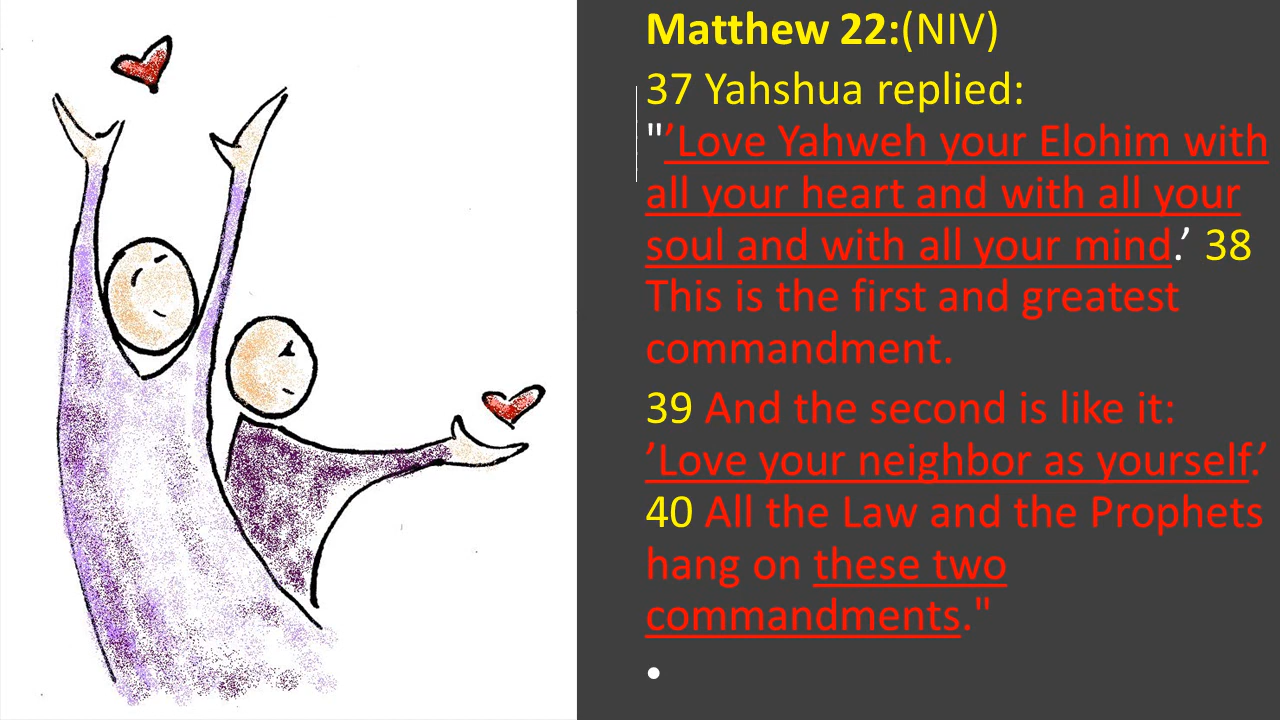 Matthew 22:(NIV)
37 Yahshua replied:
"’Love Yahweh your Elohim with
all your heart and with all your
soul and with all your mind.’ 38
This is the first and greatest
commandment.
39 And the second is like it:
’Love your neighbor as yourself.’
40 All the Law and the Prophets
hang on these two
commandments."
•